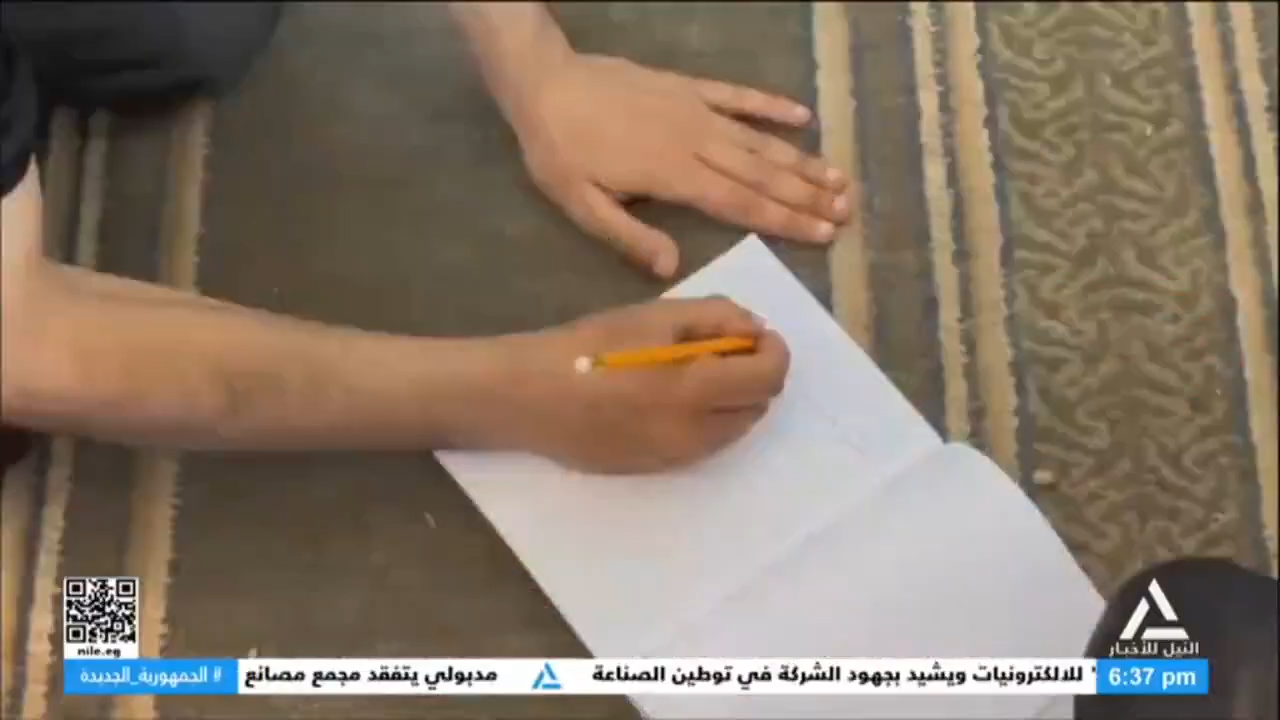 nile.eg
النيل للأخبار
# الجمهورية_الجديدة
للالكترونيات ويشيد بجهود الشركة في توطين الصناعة
مدبولي يتفقد مجمع مصانع
6:37 pm